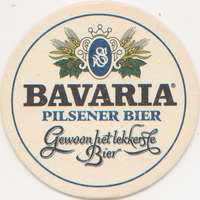 BAVARIA®
PILSENER BIER
Gewoon het lekkerste
Bier